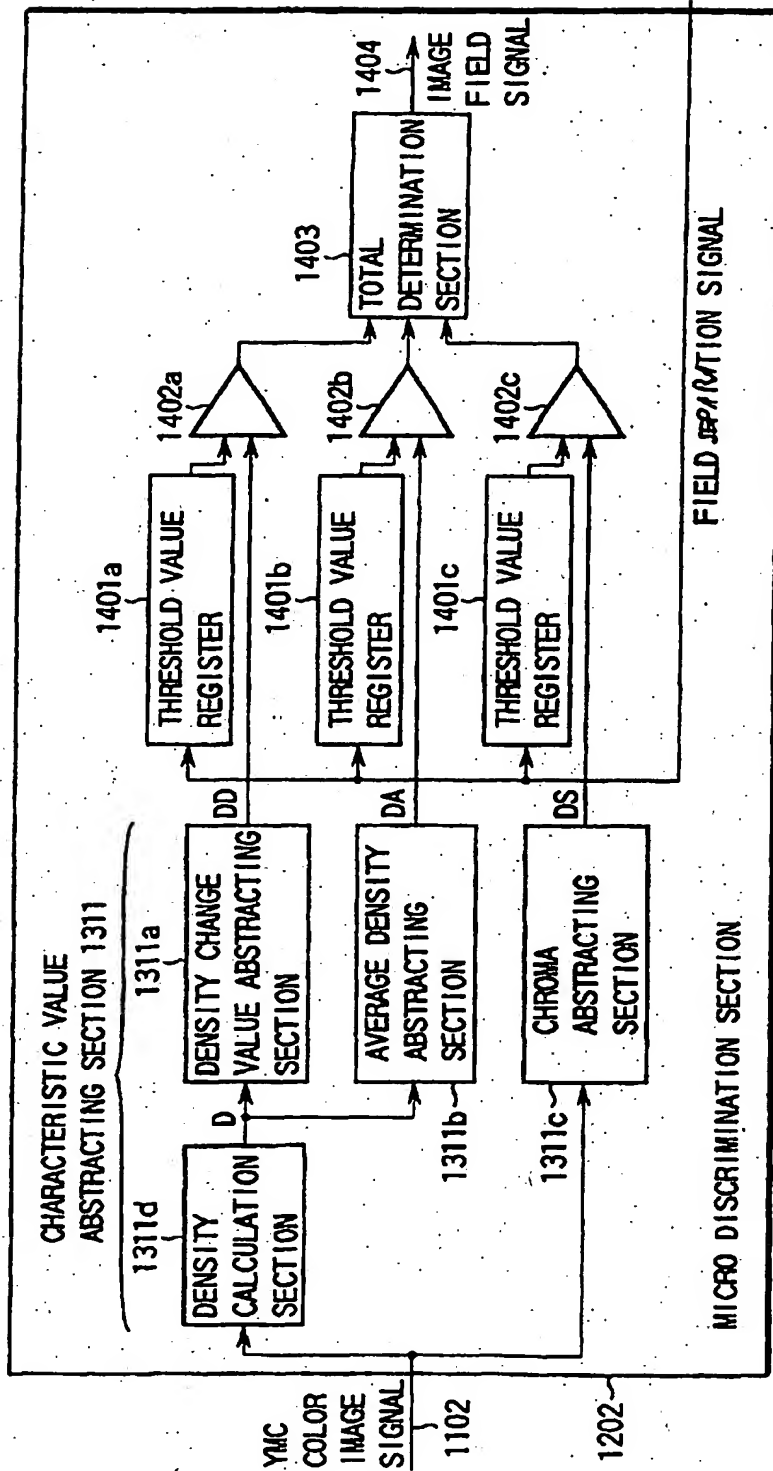 YMC
COLOR
IMAGE
SIGNAL
1102
1202
CHARACTERISTIC VALUE
ABSTRACTING SECTION 1311
1311d
DENSITY
CALCULATION
SECTION
D
1311a
DENSITY CHANGE
VALUE ABSTRACTING
SECTION
DD
AVERAGE DENSITY
ABSTRACTING
SECTION
1311b
DA
CHROMA
ABSTRACTING
SECTION
1311c
DS
MICRO DISCRIMINATION SECTION
1401a
THRESHOLD VALUE
REGISTER
1401b
THRESHOLD VALUE
REGISTER
1401c
THRESHOLD VALUE
REGISTER
1402a
1402b
1402c
1403
TOTAL
DETERMINATION
SECTION
1404
IMAGE
FIELD
SIGNAL
FIELD SEPARATION SIGNAL